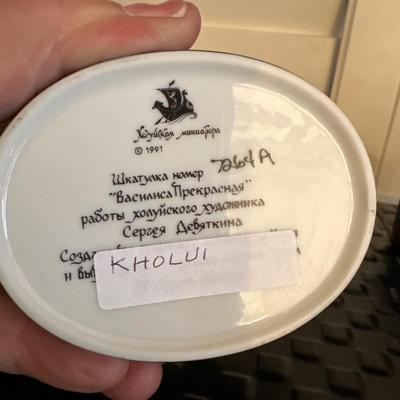 Холуйская миниатюра
© 1991
Шкатулка номер 7264A
"Василиса Прекрасная"
работы холуйского художника
Сергея Девяткина
и
KHOLUI